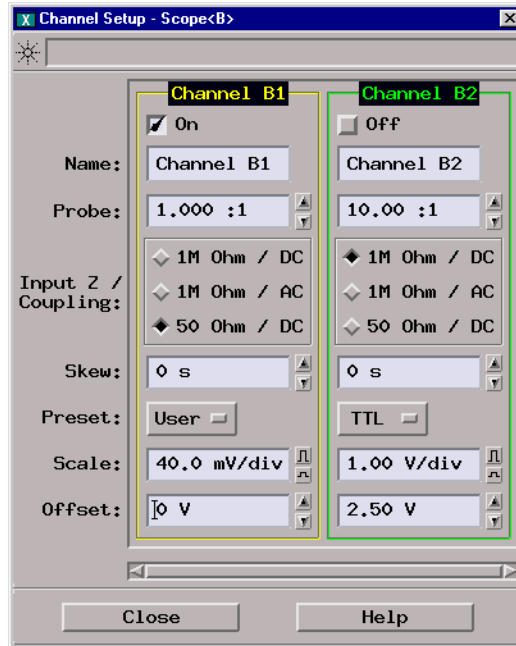 X Channel Setup - Scope<B>
Channel B1 Channel B2
On Off
Name: Channel B1 Channel B2
Probe: 1.000 :1 10.00 :1
1M Ohm / DC 1M Ohm / DC
Input Z / 1M Ohm / AC 1M Ohm / AC
Coupling: 50 Ohm / DC 50 Ohm / DC
Skew: 0 s 0 s
Preset: User TTL
Scale: 40.0 mV/div 1.00 V/div
Offset: 0 V 2.50 V
Close Help